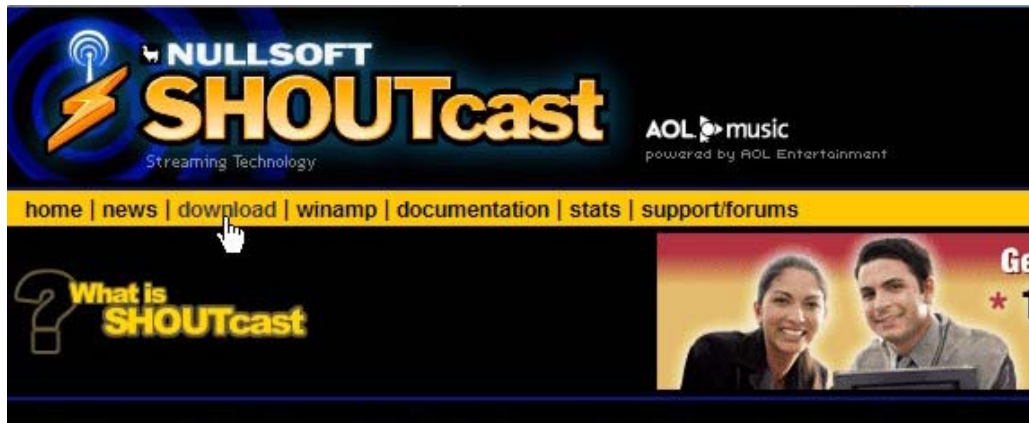 NULLSOFT
SHOUTcast
Streaming Technology
AOL music
powered by AOL Entertainment
home | news | download | winamp | documentation | stats | support/forums
What is
SHOUTcast